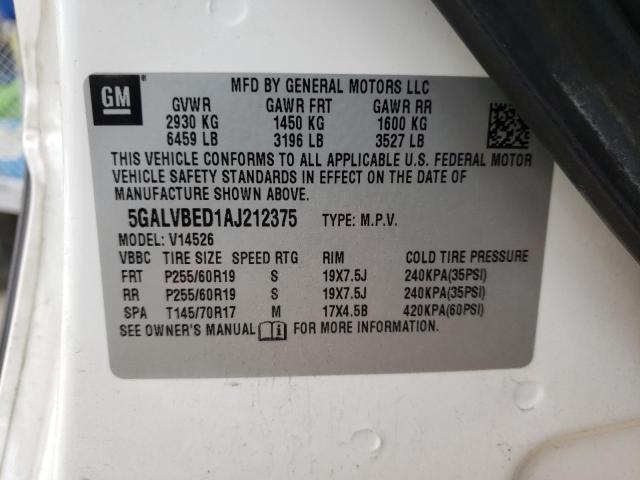 GM
MFD BY GENERAL MOTORS LLC
GVWR GAWR FRT GAWR RR
2930 KG 1450 KG 1600 KG
6459 LB 3196 LB 3527 LB
THIS VEHICLE CONFORMS TO ALL APPLICABLE U.S. FEDERAL MOTOR
VEHICLE SAFETY STANDARDS IN EFFECT ON THE DATE OF
MANUFACTURE SHOWN ABOVE.
5GALVBED1AJ212375 TYPE: M.P.V.
MODEL: V14526
VBBC TIRE SIZE SPEED RTG RIM COLD TIRE PRESSURE
FRT P255/60R19 S 19X7.5J 240KPA(35PSI)
RR P255/60R19 S 19X7.5J 240KPA(35PSI)
SPA T145/70R17 M 17X4.5B 420KPA(60PSI)
SEE OWNER'S MANUAL FOR MORE INFORMATION.